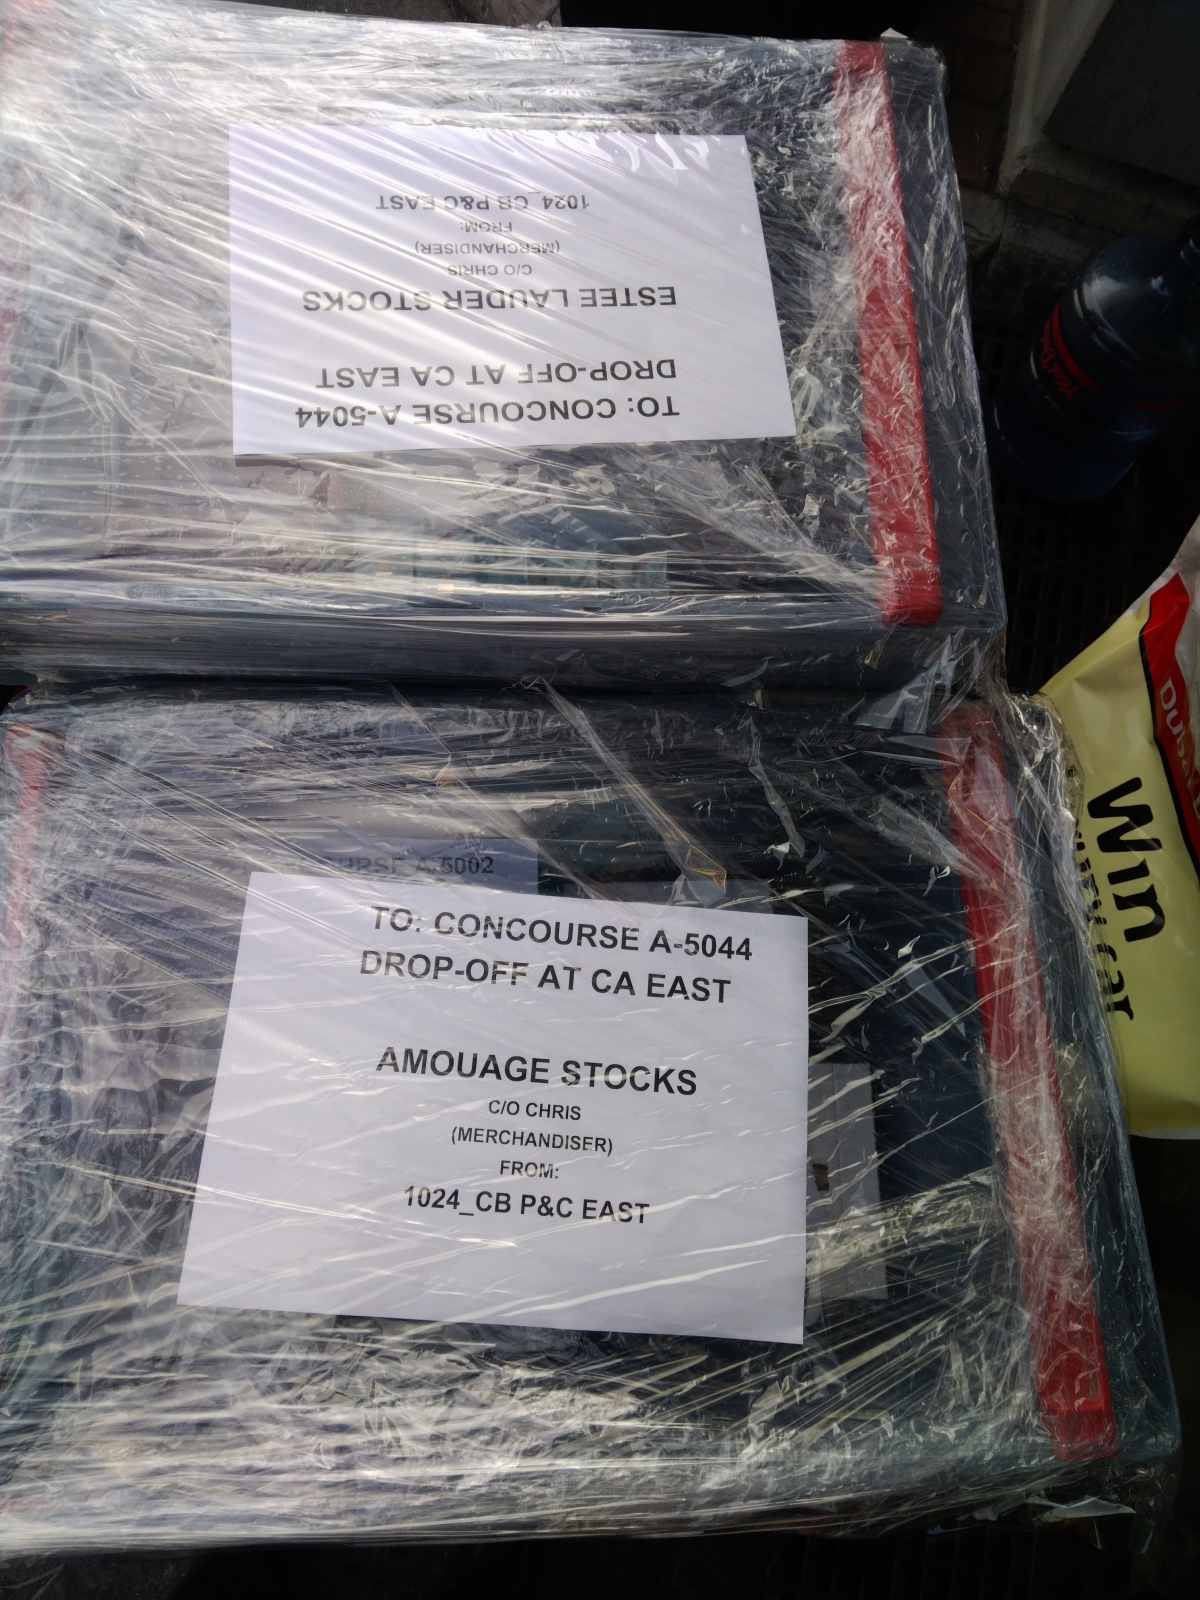 1024_CB P&C EAST
FROM:
(MERCHANDISER)
C/O CHRIS
ESTEE LAUDER STOCKS
DROP-OFF AT CA EAST
TO: CONCOURSE A-5044
A-5002
TO: CONCOURSE A-5044
DROP-OFF AT CA EAST
AMOUAGE STOCKS
C/O CHRIS
(MERCHANDISER)
FROM:
1024_CB P&C EAST
Win